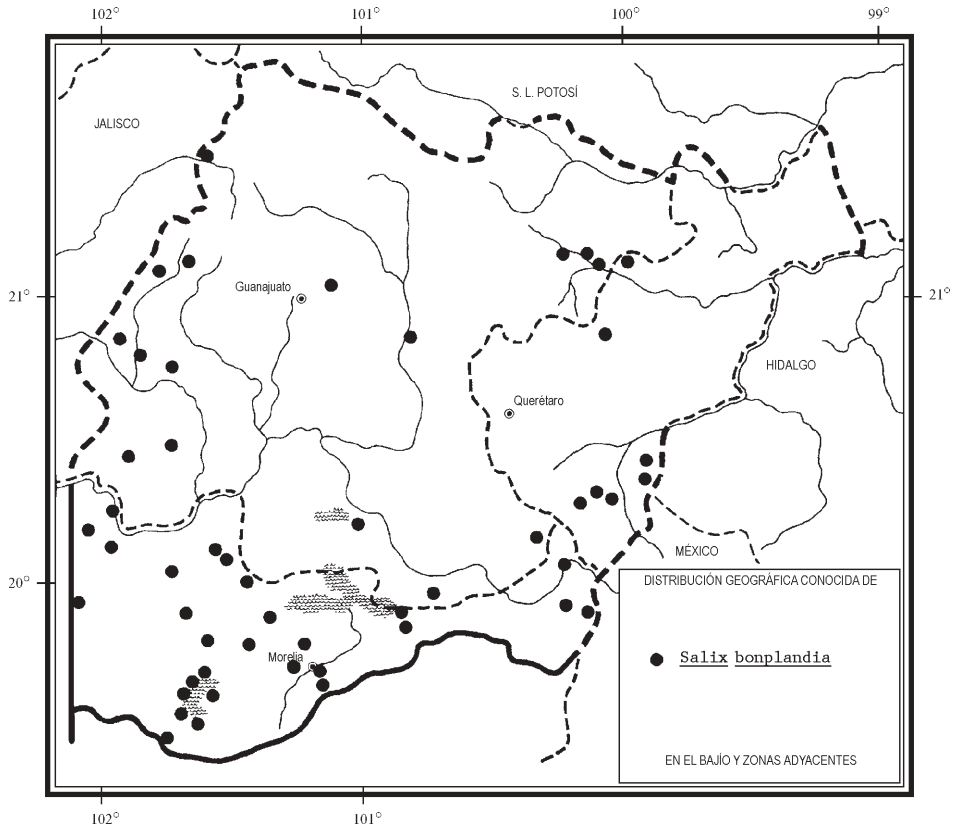 102° 101° 100° 99°
S. L. POTOSÍ
JALISCO
Guanajuato
21° 21°
HIDALGO
Querétaro
MÉXICO
20°
DISTRIBUCIÓN GEOGRÁFICA CONOCIDA DE
Morelia
Salix bonplandia
EN EL BAJÍO Y ZONAS ADYACENTES
102° 101°